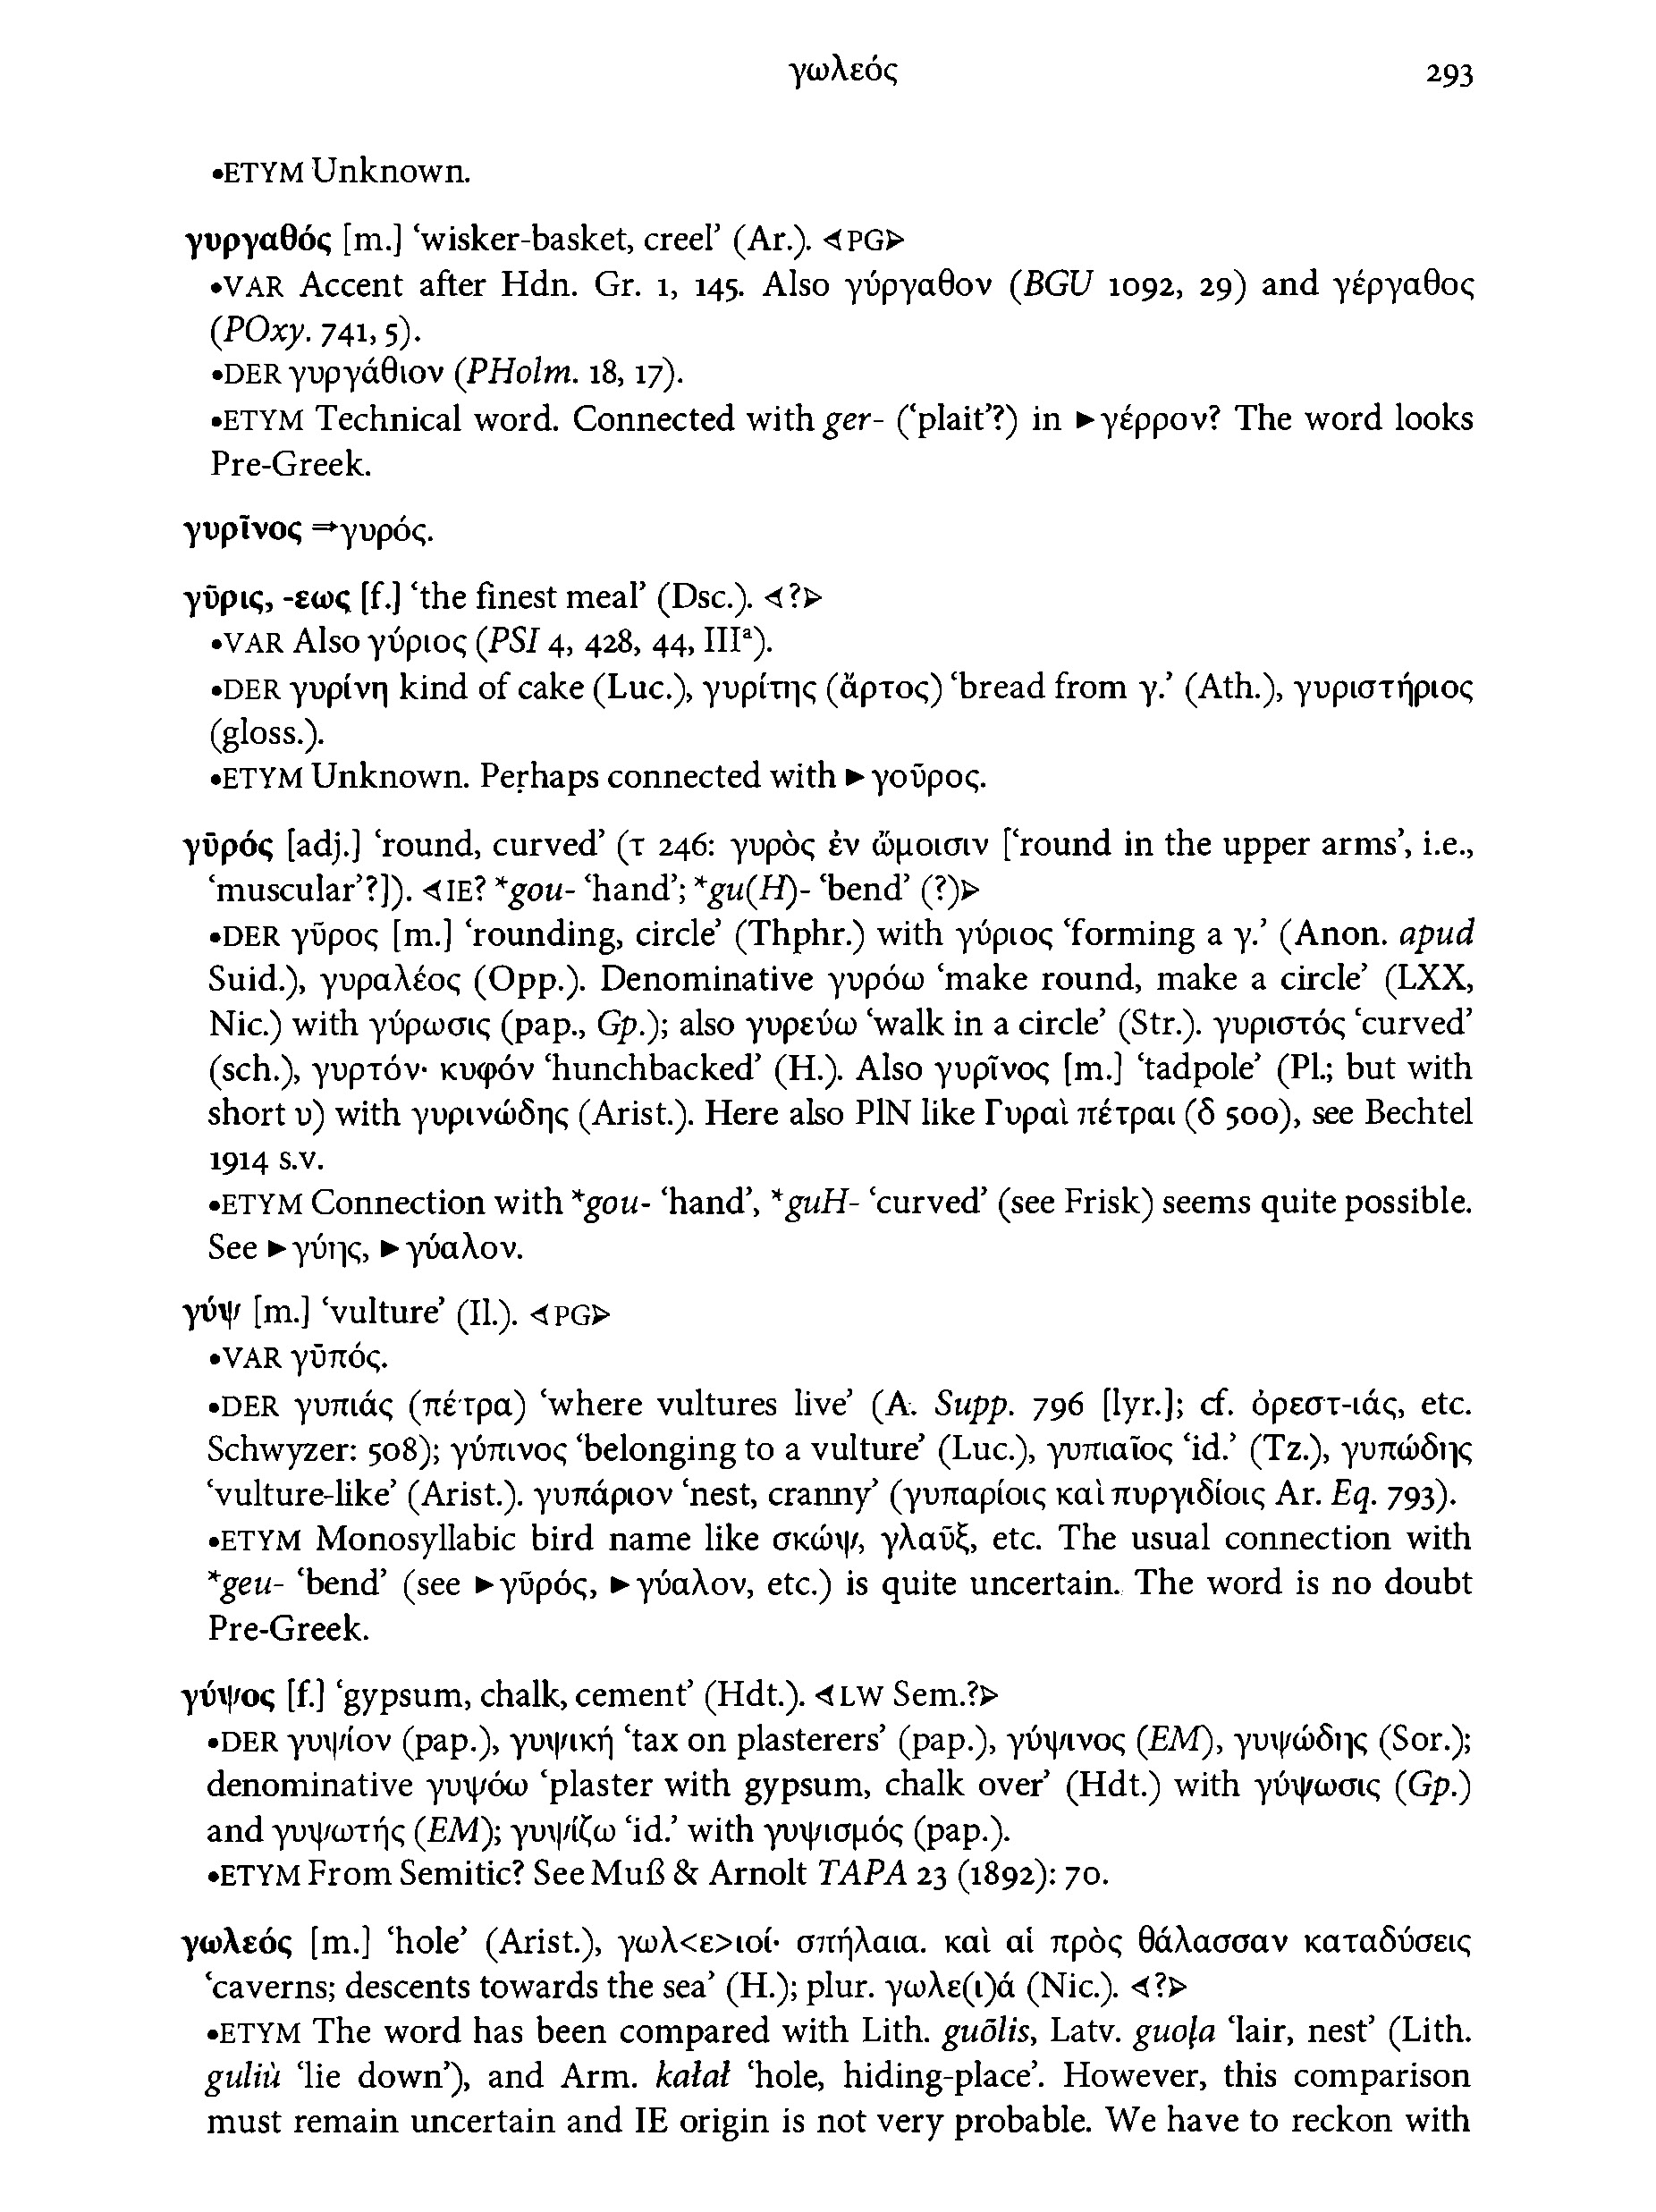 γωλεός 293
•ETYM Unknown.
γυργαθός [m.] ‘wisker-basket, creel’ (Ar.). ◁PG▷
•VAR Accent after Hdn. Gr. 1, 145. Also γύργαθον (BGU 1092, 29) and γέργαθος
(POxy. 741, 5).
•DER γυργάθιον (PHolm. 18, 17).
•ETYM Technical word. Connected with ger- (‘plait’?) in ►γέρρον? The word looks
Pre-Greek.
γυρῖνος ⇒γυρός.
γῦρις, -εως [f.] ‘the finest meal’ (Dsc.). ◁?▷
•VAR Also γύριος (PSI 4, 428, 44, IIIª).
•DER γυρίνη kind of cake (Luc.), γυρίτης (ἄρτος) ‘bread from γ.’ (Ath.), γυριστήριος
(gloss.).
•ETYM Unknown. Perhaps connected with ►γοῦρος.
γῡρός [adj.] ‘round, curved’ (τ 246: γυρὸς ἐν ὤμοισιν [‘round in the upper arms’, i.e.,
‘muscular’?]). ◁IE? *gou- ‘hand’; *gu(H)- ‘bend’ (?)▷
•DER γῦρος [m.] ‘rounding, circle’ (Thphr.) with γύριος ‘forming a γ.’ (Anon. apud
Suid.), γυραλέος (Opp.). Denominative γυρόω ‘make round, make a circle’ (LXX,
Nic.) with γύρωσις (pap., Gp.); also γυρεύω ‘walk in a circle’ (Str.). γυριστός ‘curved’
(sch.), γυρτόν· κυφόν ‘hunchbacked’ (H.). Also γυρῖνος [m.] ‘tadpole’ (Pl.; but with
short υ) with γυρινώδης (Arist.). Here also PlN like Γυραὶ πέτραι (δ 500), see Bechtel
1914 s.v.
•ETYM Connection with *gou- ‘hand’, *guH- ‘curved’ (see Frisk) seems quite possible.
See ►γύης, ►γύαλον.
γύψ [m.] ‘vulture’ (Il.). ◁PG▷
•VAR γῡπός.
•DER γυπιάς (πέτρα) ‘where vultures live’ (A. Supp. 796 [lyr.]; cf. ὀρεστ-ιάς, etc.
Schwyzer: 508); γύπινος ‘belonging to a vulture’ (Luc.), γυπιαῖος ‘id.’ (Tz.), γυπώδης
‘vulture-like’ (Arist.). γυπάριον ‘nest, cranny’ (γυπαρίοις καὶ πυργιδίοις Ar. Eq. 793).
•ETYM Monosyllabic bird name like σκώψ, γλαῦξ, etc. The usual connection with
*geu- ‘bend’ (see ►γῡρός, ►γύαλον, etc.) is quite uncertain. The word is no doubt
Pre-Greek.
γύψος [f.] ‘gypsum, chalk, cement’ (Hdt.). ◁LW Sem.?▷
•DER γυψίον (pap.), γυψική ‘tax on plasterers’ (pap.), γύψινος (EM), γυψώδης (Sor.);
denominative γυψόω ‘plaster with gypsum, chalk over’ (Hdt.) with γύψωσις (Gp.)
and γυψωτής (EM); γυψίζω ‘id.’ with γυψισμός (pap.).
•ETYM From Semitic? See Muß & Arnolt TAPA 23 (1892): 70.
γωλεός [m.] ‘hole’ (Arist.), γωλ<ε>ιοί· σπήλαια. καὶ αἱ πρὸς θάλασσαν καταδύσεις
‘caverns; descents towards the sea’ (H.); plur. γωλε(ι)ά (Nic.). ◁?▷
•ETYM The word has been compared with Lith. guõlis, Latv. guoļa ‘lair, nest’ (Lith.
guliù ‘lie down’), and Arm. kałał ‘hole, hiding-place’. However, this comparison
must remain uncertain and IE origin is not very probable. We have to reckon with